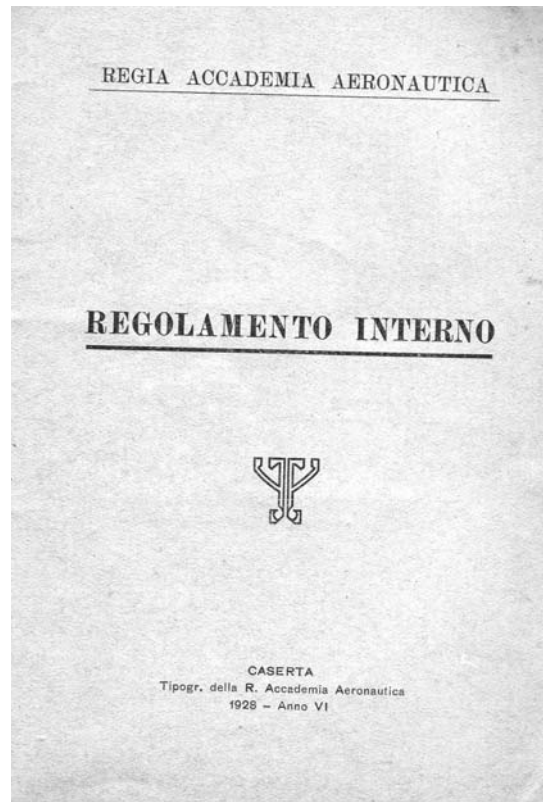 REGIA ACCADEMIA AERONAUTICA
REGOLAMENTO INTERNO
CASERTA
Tipogr. della R. Accademia Aeronautica
1928 – Anno VI